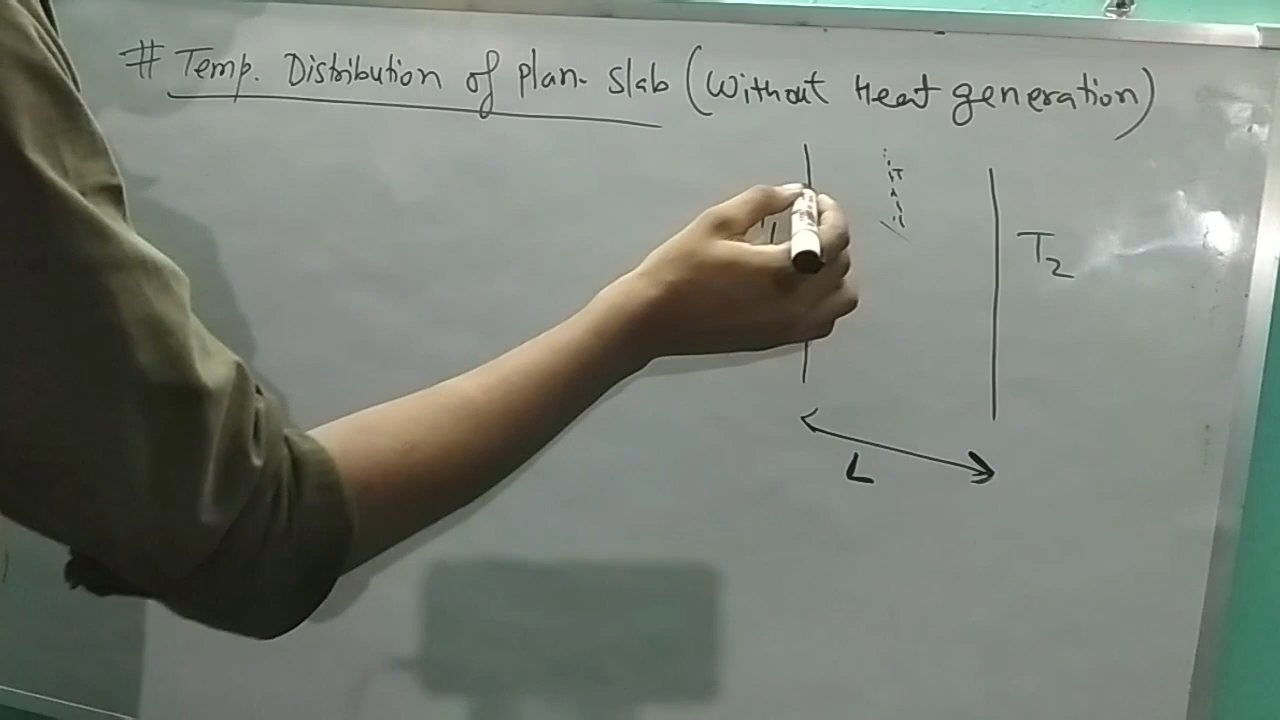 # Temp. Distribution of plan- slab (Without Heat generation)
T2
L